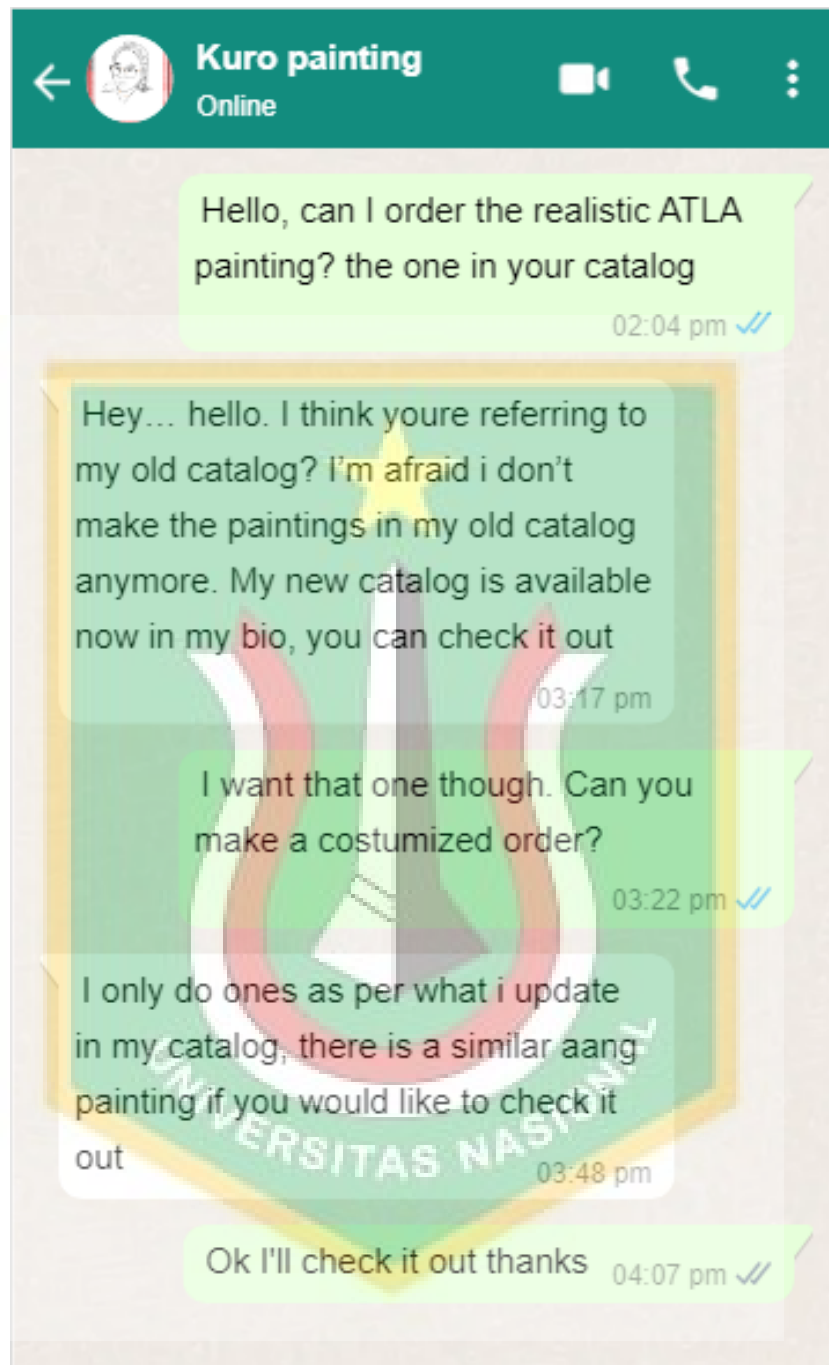 Kuro painting
Online
Hello, can I order the realistic ATLA
painting? the one in your catalog
02:04 pm
Hey... hello. I think youre referring to
my old catalog? I'm afraid i don't
make the paintings in my old catalog
anymore. My new catalog is available
now in my bio, you can check it out
03:17 pm
I want that one though. Can you
make a costumized order?
03:22 pm
I only do ones as per what i update
in my catalog, there is a similar aang
painting if you would like to check it
out
03:48 pm
UNIVERSITAS NASIONAL
Ok I'll check it out thanks
04:07 pm